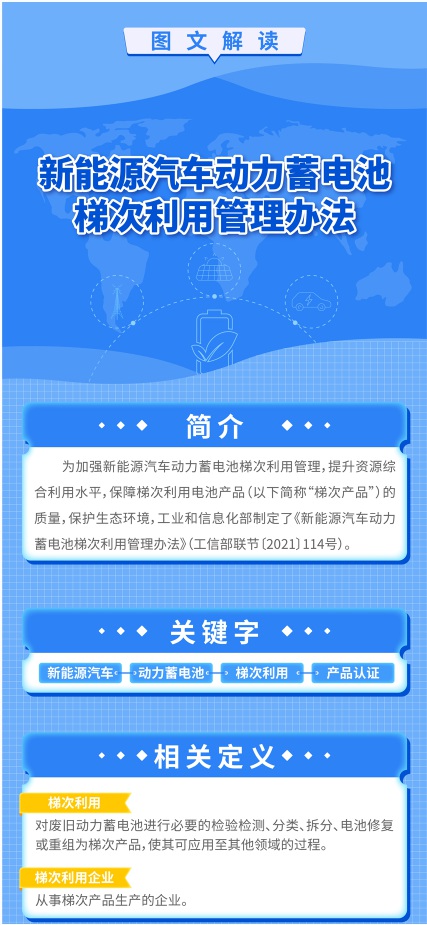 图文解读
新能源汽车动力蓄电池
梯次利用管理办法
简介
为加强新能源汽车动力蓄电池梯次利用管理，提升资源综
合利用水平，保障梯次利用电池产品（以下简称“梯次产品”）的
质量，保护生态环境，工业和信息化部制定了《新能源汽车动力
蓄电池梯次利用管理办法》（工信部联节〔2021〕114号）。
关键字
新能源汽车 动力蓄电池 梯次利用 产品认证
相关定义
梯次利用
对废旧动力蓄电池进行必要的检验检测、分类、拆分、电池修复
或重组为梯次产品，使其可应用至其他领域的过程。
梯次利用企业
从事梯次产品生产的企业。